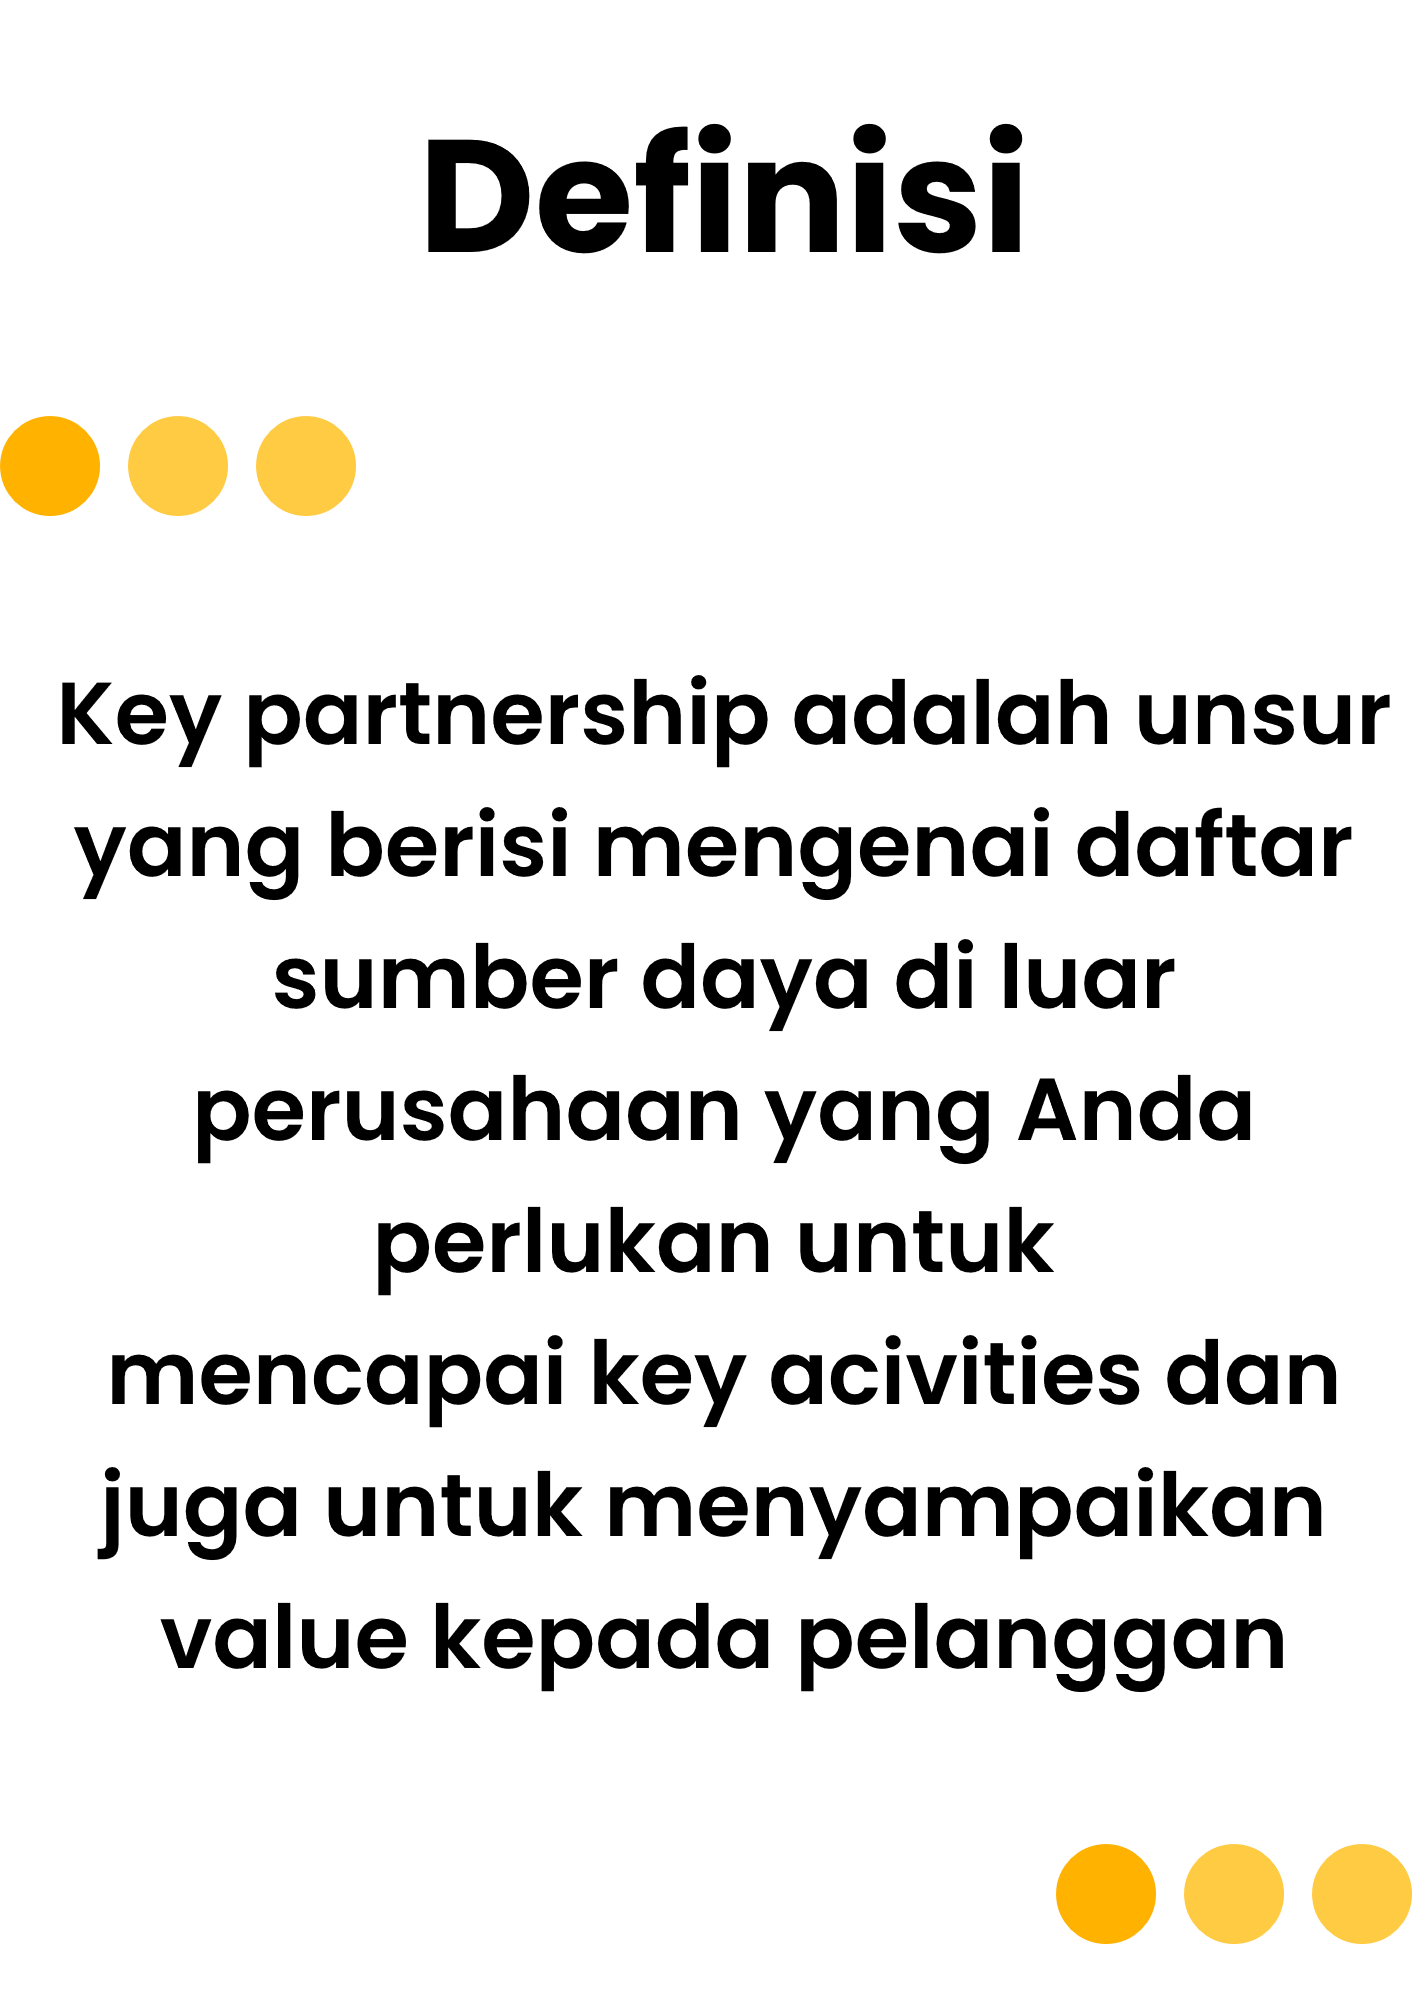 Definisi
Key partnership adalah unsur
yang berisi mengenai daftar
sumber daya di luar
perusahaan yang Anda
perlukan untuk
mencapai key acivities dan
juga untuk menyampaikan
value kepada pelanggan